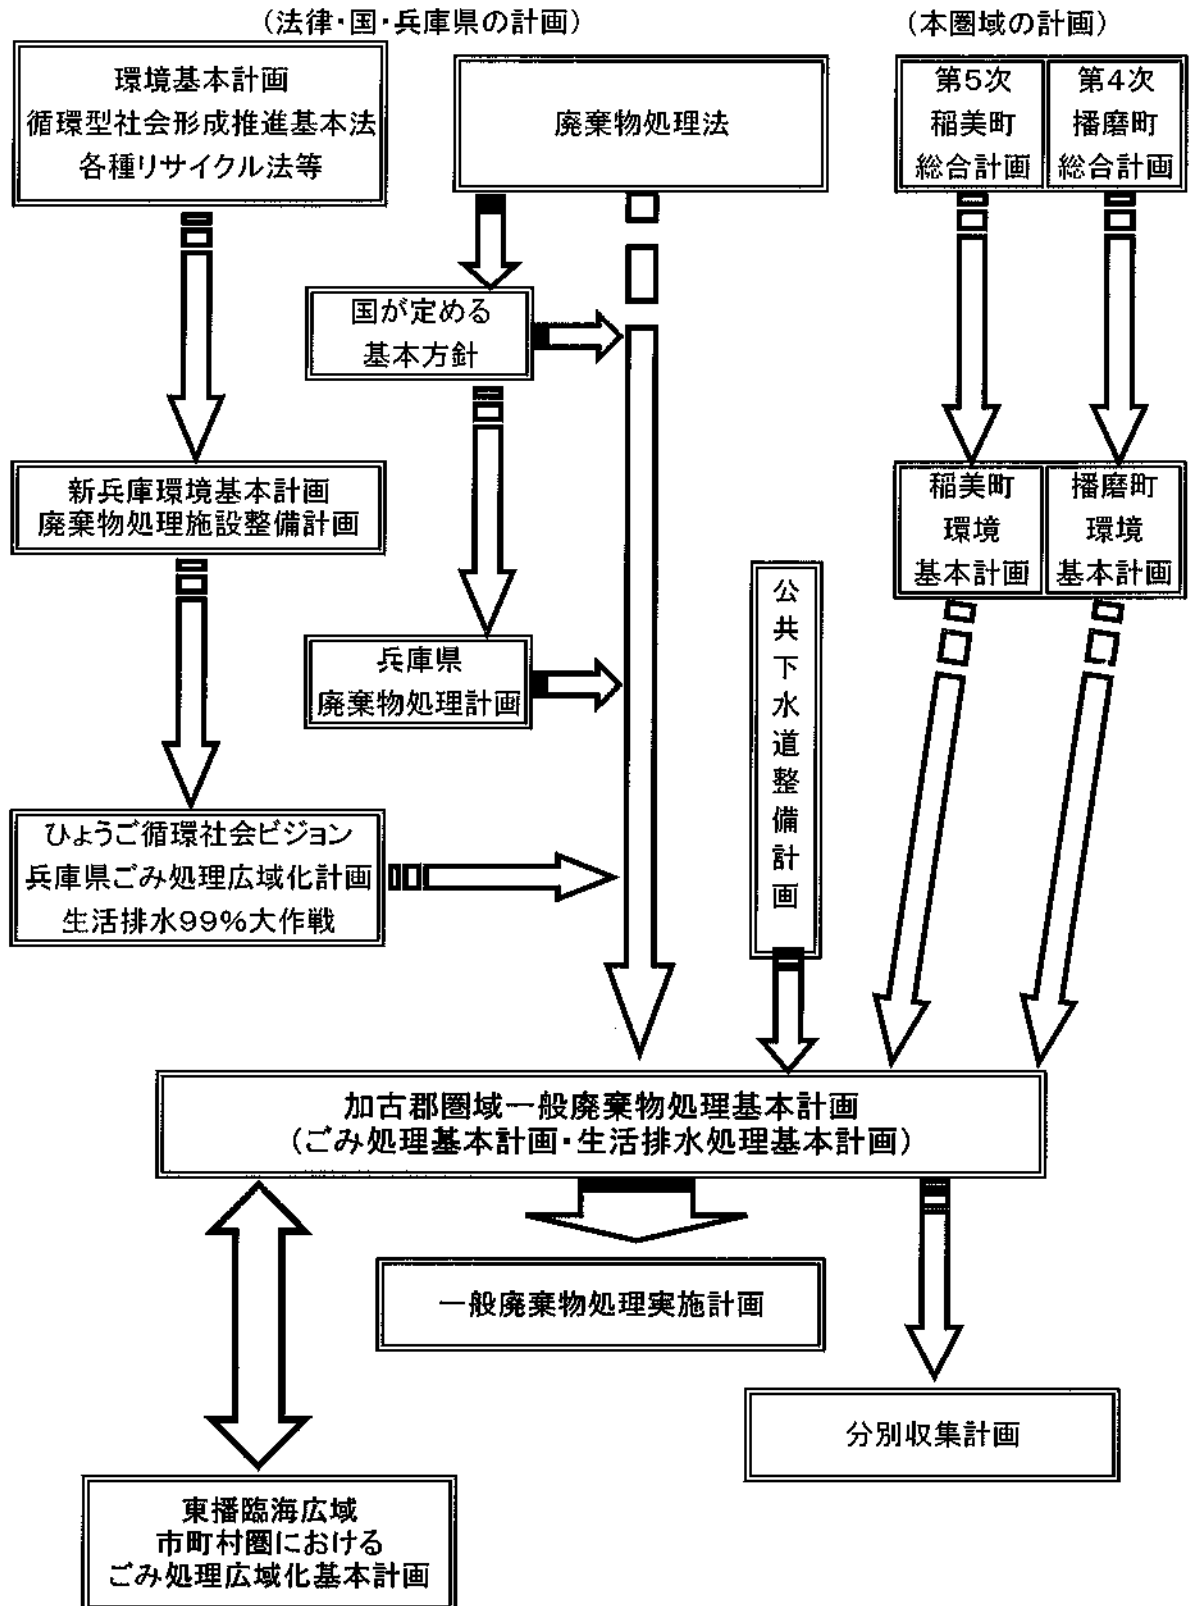 (法律・国・兵庫県の計画)
(本圏域の計画)
環境基本計画
循環型社会形成推進基本法
各種リサイクル法等
廃棄物処理法
第5次
稲美町
総合計画
第4次
播磨町
総合計画
国が定める
基本方針
新兵庫環境基本計画
廃棄物処理施設整備計画
稲美町
環境
基本計画
播磨町
環境
基本計画
公共下水道整備計画
兵庫県
廃棄物処理計画
ひょうご循環社会ビジョン
兵庫県ごみ処理広域化計画
生活排水99%大作戦
加古郡圏域一般廃棄物処理基本計画
(ごみ処理基本計画・生活排水処理基本計画)
一般廃棄物処理実施計画
分別収集計画
東播臨海広域
市町村圏における
ごみ処理広域化基本計画